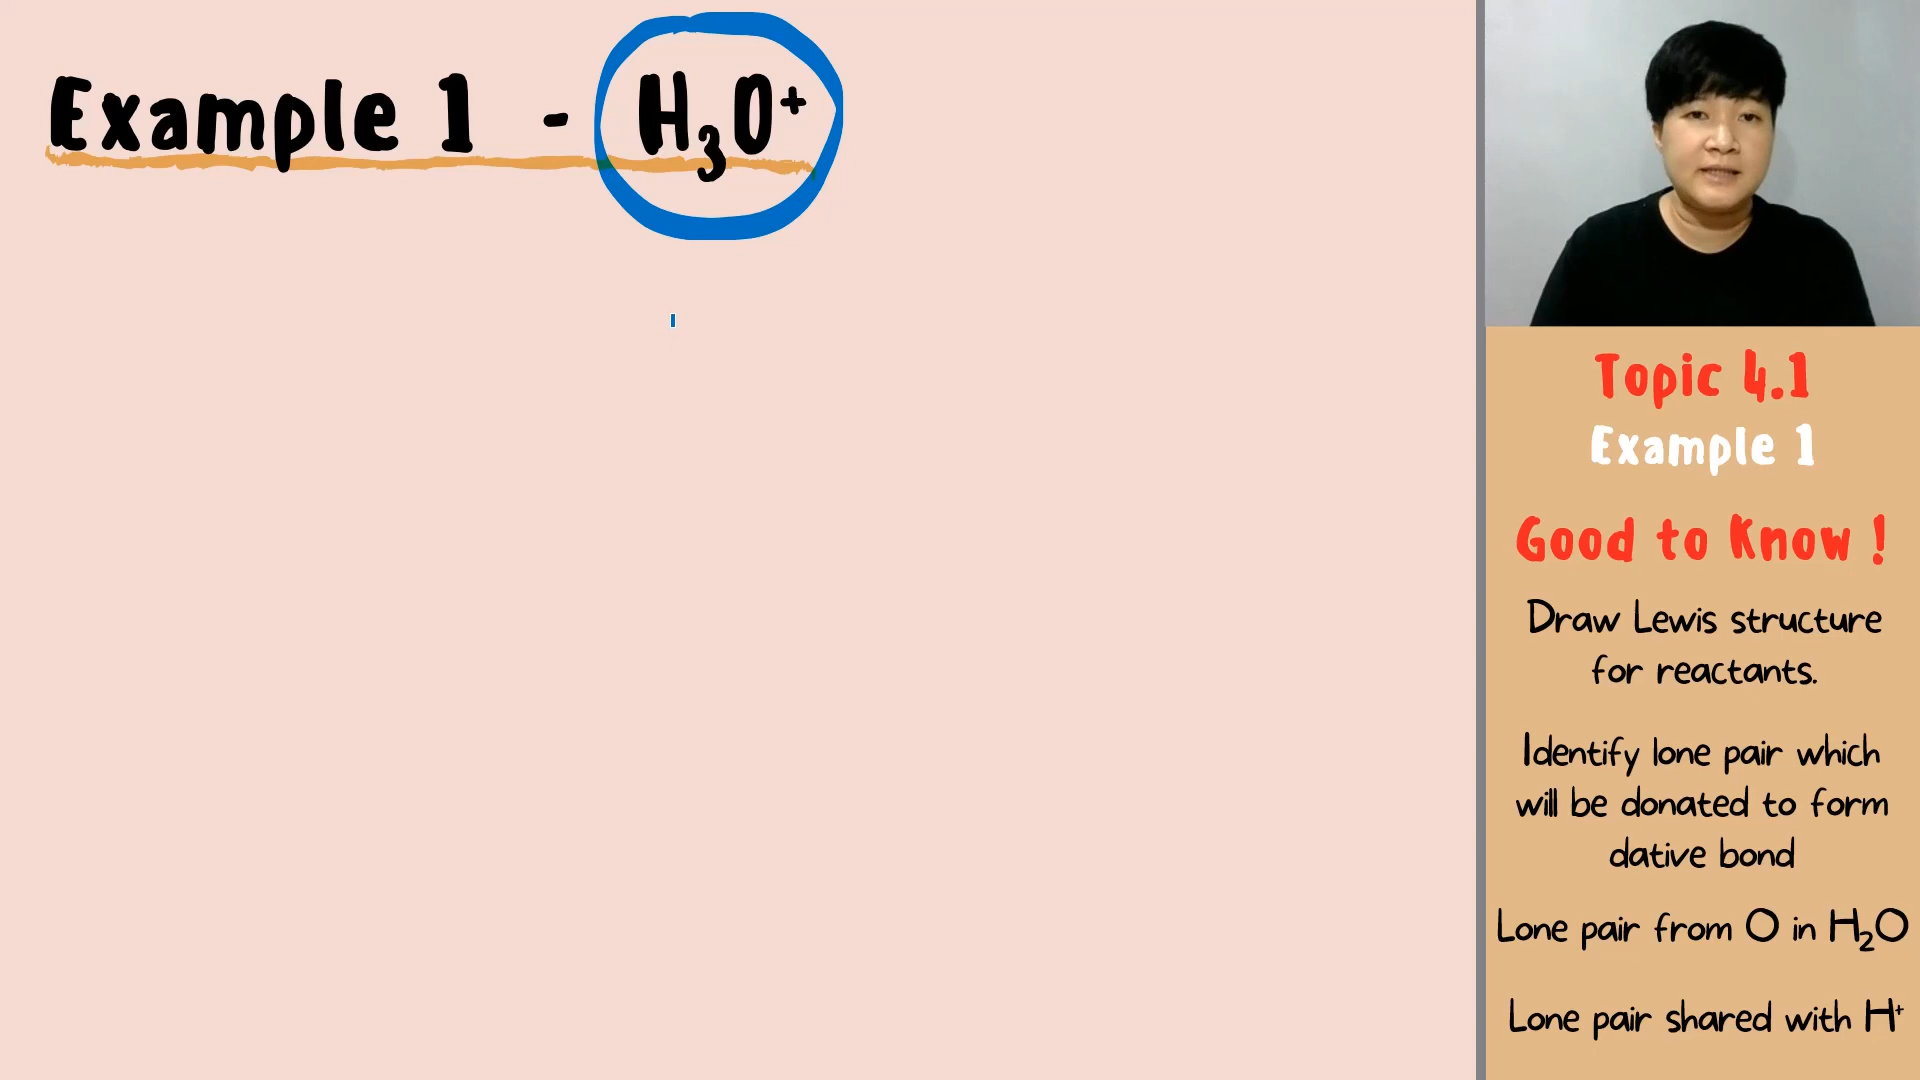 Example 1 - H₃O⁺
Topic 4.1
Example 1
Good to Know !
Draw Lewis structure
for reactants.
Identify lone pair which
will be donated to form
dative bond
Lone pair from O in H₂O
Lone pair shared with H⁺